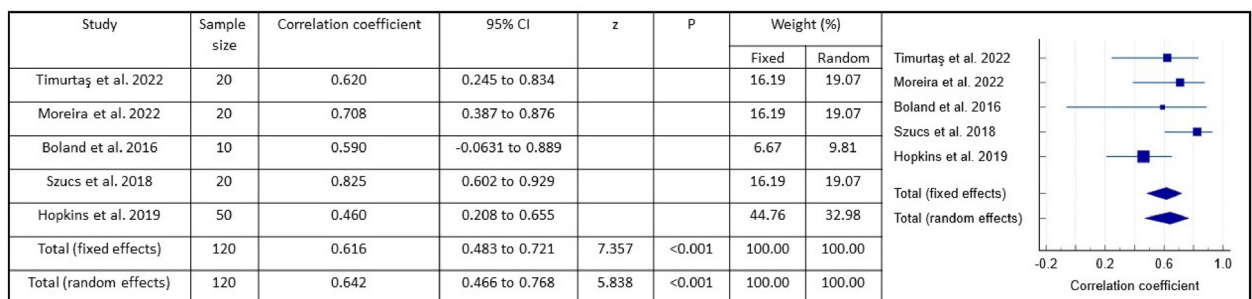 Study Sample size Correlation coefficient 95% CI z P Weight (%)
Fixed Random
Timurtaş et al. 2022 20 0.620 0.245 to 0.834 16.19 19.07
Moreira et al. 2022 20 0.708 0.387 to 0.876 16.19 19.07
Boland et al. 2016 10 0.590 -0.0631 to 0.889 6.67 9.81
Szucs et al. 2018 20 0.825 0.602 to 0.929 16.19 19.07
Hopkins et al. 2019 50 0.460 0.208 to 0.655 44.76 32.98
Total (fixed effects) 120 0.616 0.483 to 0.721 7.357 <0.001 100.00 100.00
Total (random effects) 120 0.642 0.466 to 0.768 5.838 <0.001 100.00 100.00
Timurtaş et al. 2022
Moreira et al. 2022
Boland et al. 2016
Szucs et al. 2018
Hopkins et al. 2019
Total (fixed effects)
Total (random effects)
-0.2 0.2 0.6 1.0
Correlation coefficient